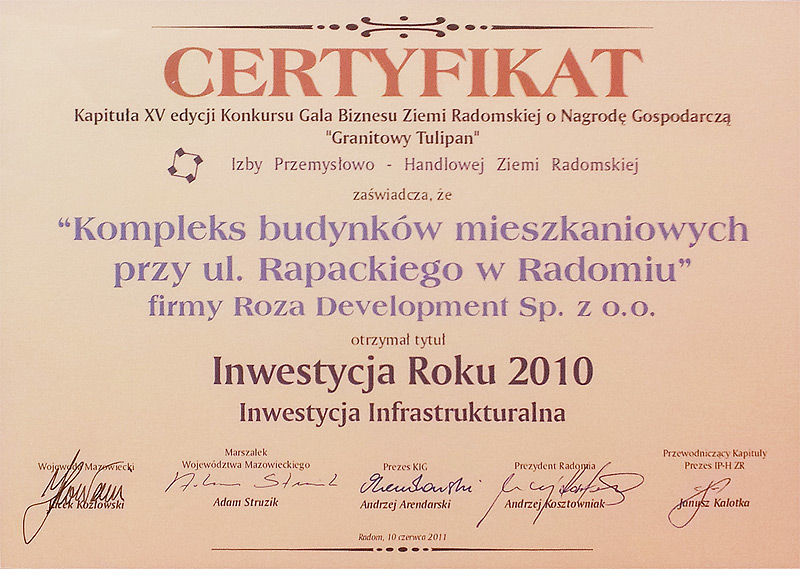 CERTYFIKAT
Kapituła XV edycji Konkursu Gala Biznesu Ziemi Radomskiej o Nagrodę Gospodarczą
"Granitowy Tulipan"
Izby Przemysłowo - Handlowej Ziemi Radomskiej
zaświadcza, że
“Kompleks budynków mieszkaniowych
przy ul. Rapackiego w Radomiu”
firmy Roza Development Sp. z o.o.
otrzymał tytuł
Inwestycja Roku 2010
Inwestycja Infrastrukturalna
Wojewoda Mazowiecki
Jacek Kozłowski
Marszałek
Województwa Mazowieckiego
Adam Struzik
Prezes KIG
Andrzej Arendarski
Prezydent Radomia
Andrzej Kosztowniak
Przewodniczący Kapituły
Prezes IP-H ZR
Janusz Kalotka
Radom, 10 czerwca 2011